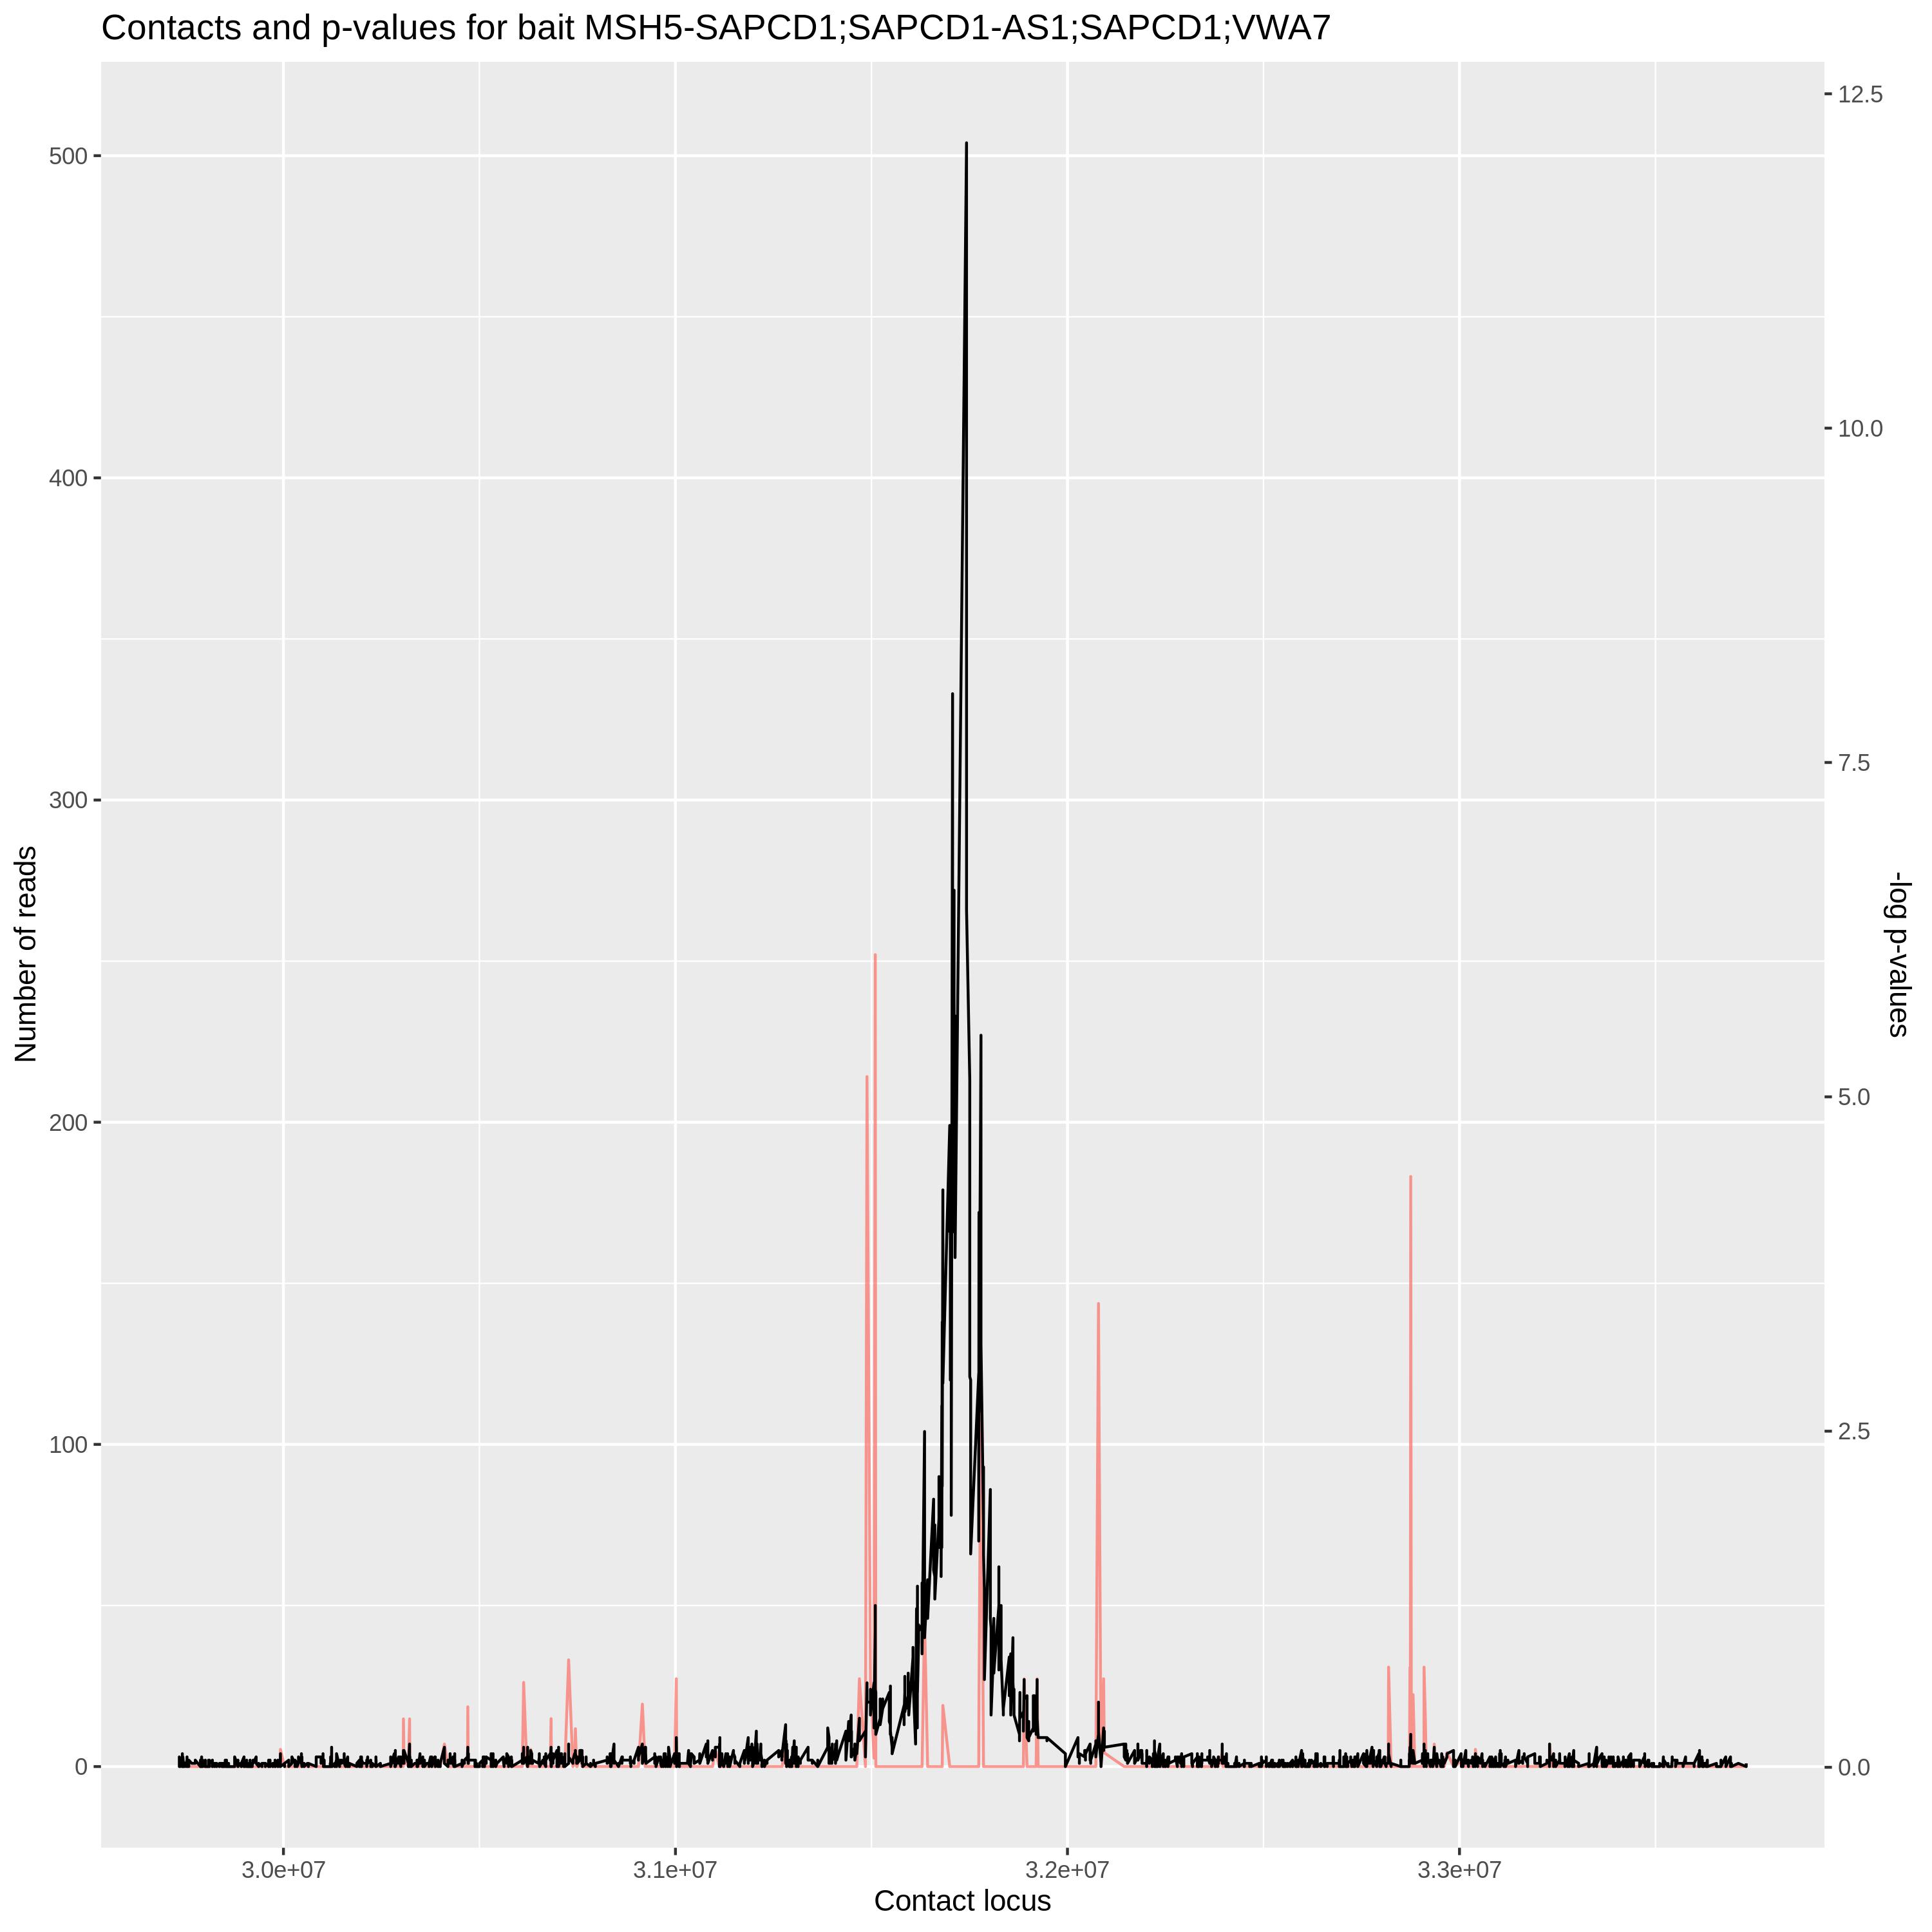 Contacts and p-values for bait MSH5-SAPCD1;SAPCD1-AS1;SAPCD1;VWA7
Number of reads
500
400
300
200
100
0
12.5
10.0
7.5
5.0
2.5
0.0
-log p-values
3.0e+07 3.1e+07 3.2e+07 3.3e+07
Contact locus